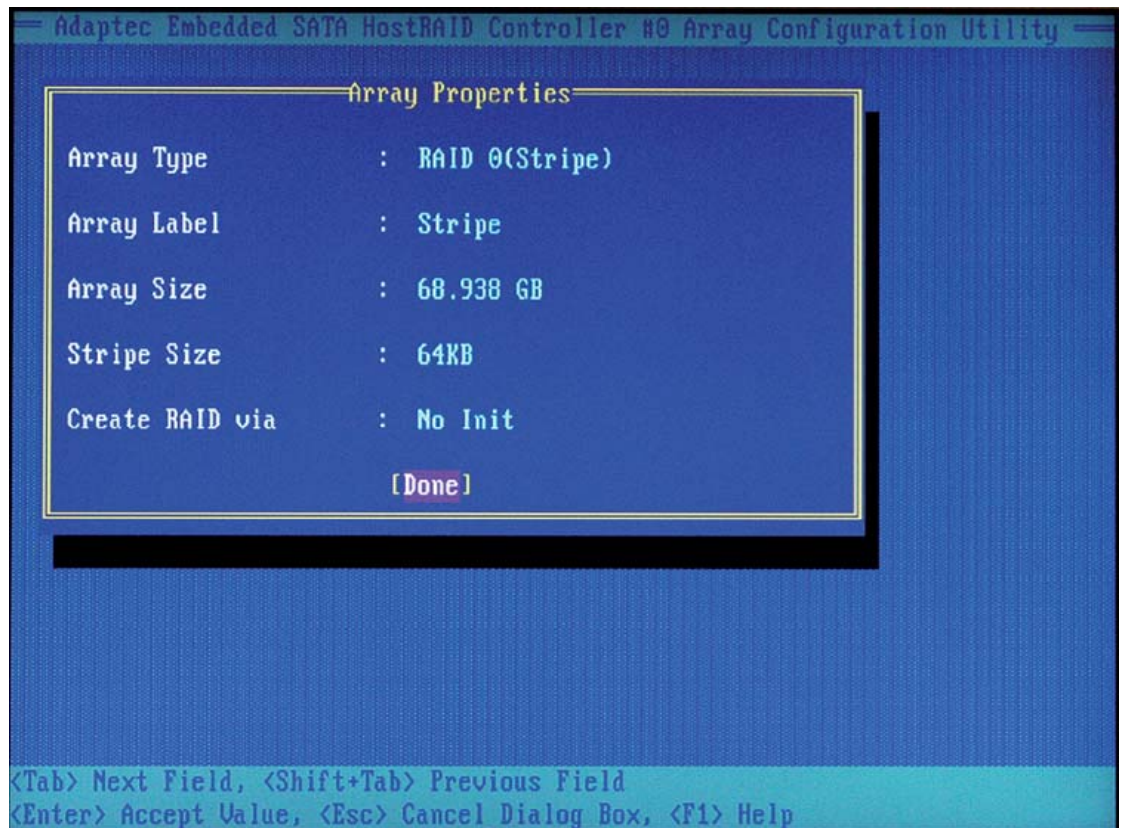 Adaptec Embedded SATA HostRAID Controller #0 Array Configuration Utility
Array Properties
Array Type : RAID 0(Stripe)
Array Label : Stripe
Array Size : 68.938 GB
Stripe Size : 64KB
Create RAID via : No Init
[Done]
<Tab> Next Field, <Shift+Tab> Previous Field
<Enter> Accept Value, <Esc> Cancel Dialog Box, <F1> Help